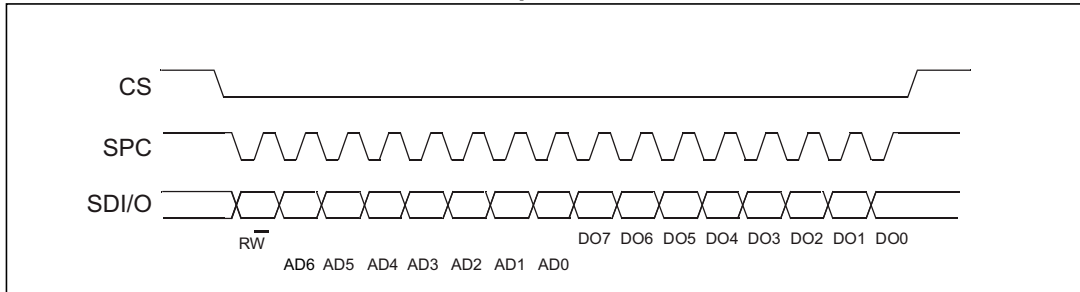 CS
SPC
SDI/O
RW
DO7 DO6 DO5 DO4 DO3 DO2 DO1 DO0
AD6 AD5 AD4 AD3 AD2 AD1 AD0